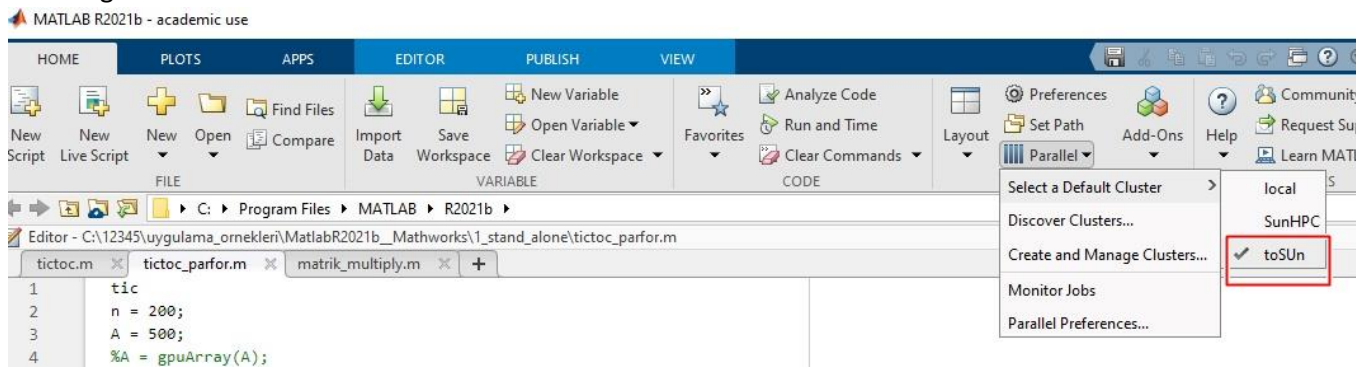 MATLAB R2021b - academic use
HOME PLOTS APPS EDITOR PUBLISH VIEW
New Script
New Live Script
New
Open
Find Files
Compare
FILE
Import Data
Save Workspace
New Variable
Open Variable
Clear Workspace
VARIABLE
Favorites
Analyze Code
Run and Time
Clear Commands
CODE
Layout
Preferences
Set Path
Parallel
Add-Ons
Help
Community
Request Su
Learn MATL
S
Select a Default Cluster
Discover Clusters...
Create and Manage Clusters...
Monitor Jobs
Parallel Preferences...
local
SunHPC
toSUn
C: Program Files MATLAB R2021b
Editor - C:\12345\uygulama_ornekleri\MatlabR2021b__Mathworks\1_stand_alone\tictoc_parfor.m
tictoc.m tictoc_parfor.m matrik_multiply.m +
1 tic
2 n = 200;
3 A = 500;
4 %A = gpuArray(A);